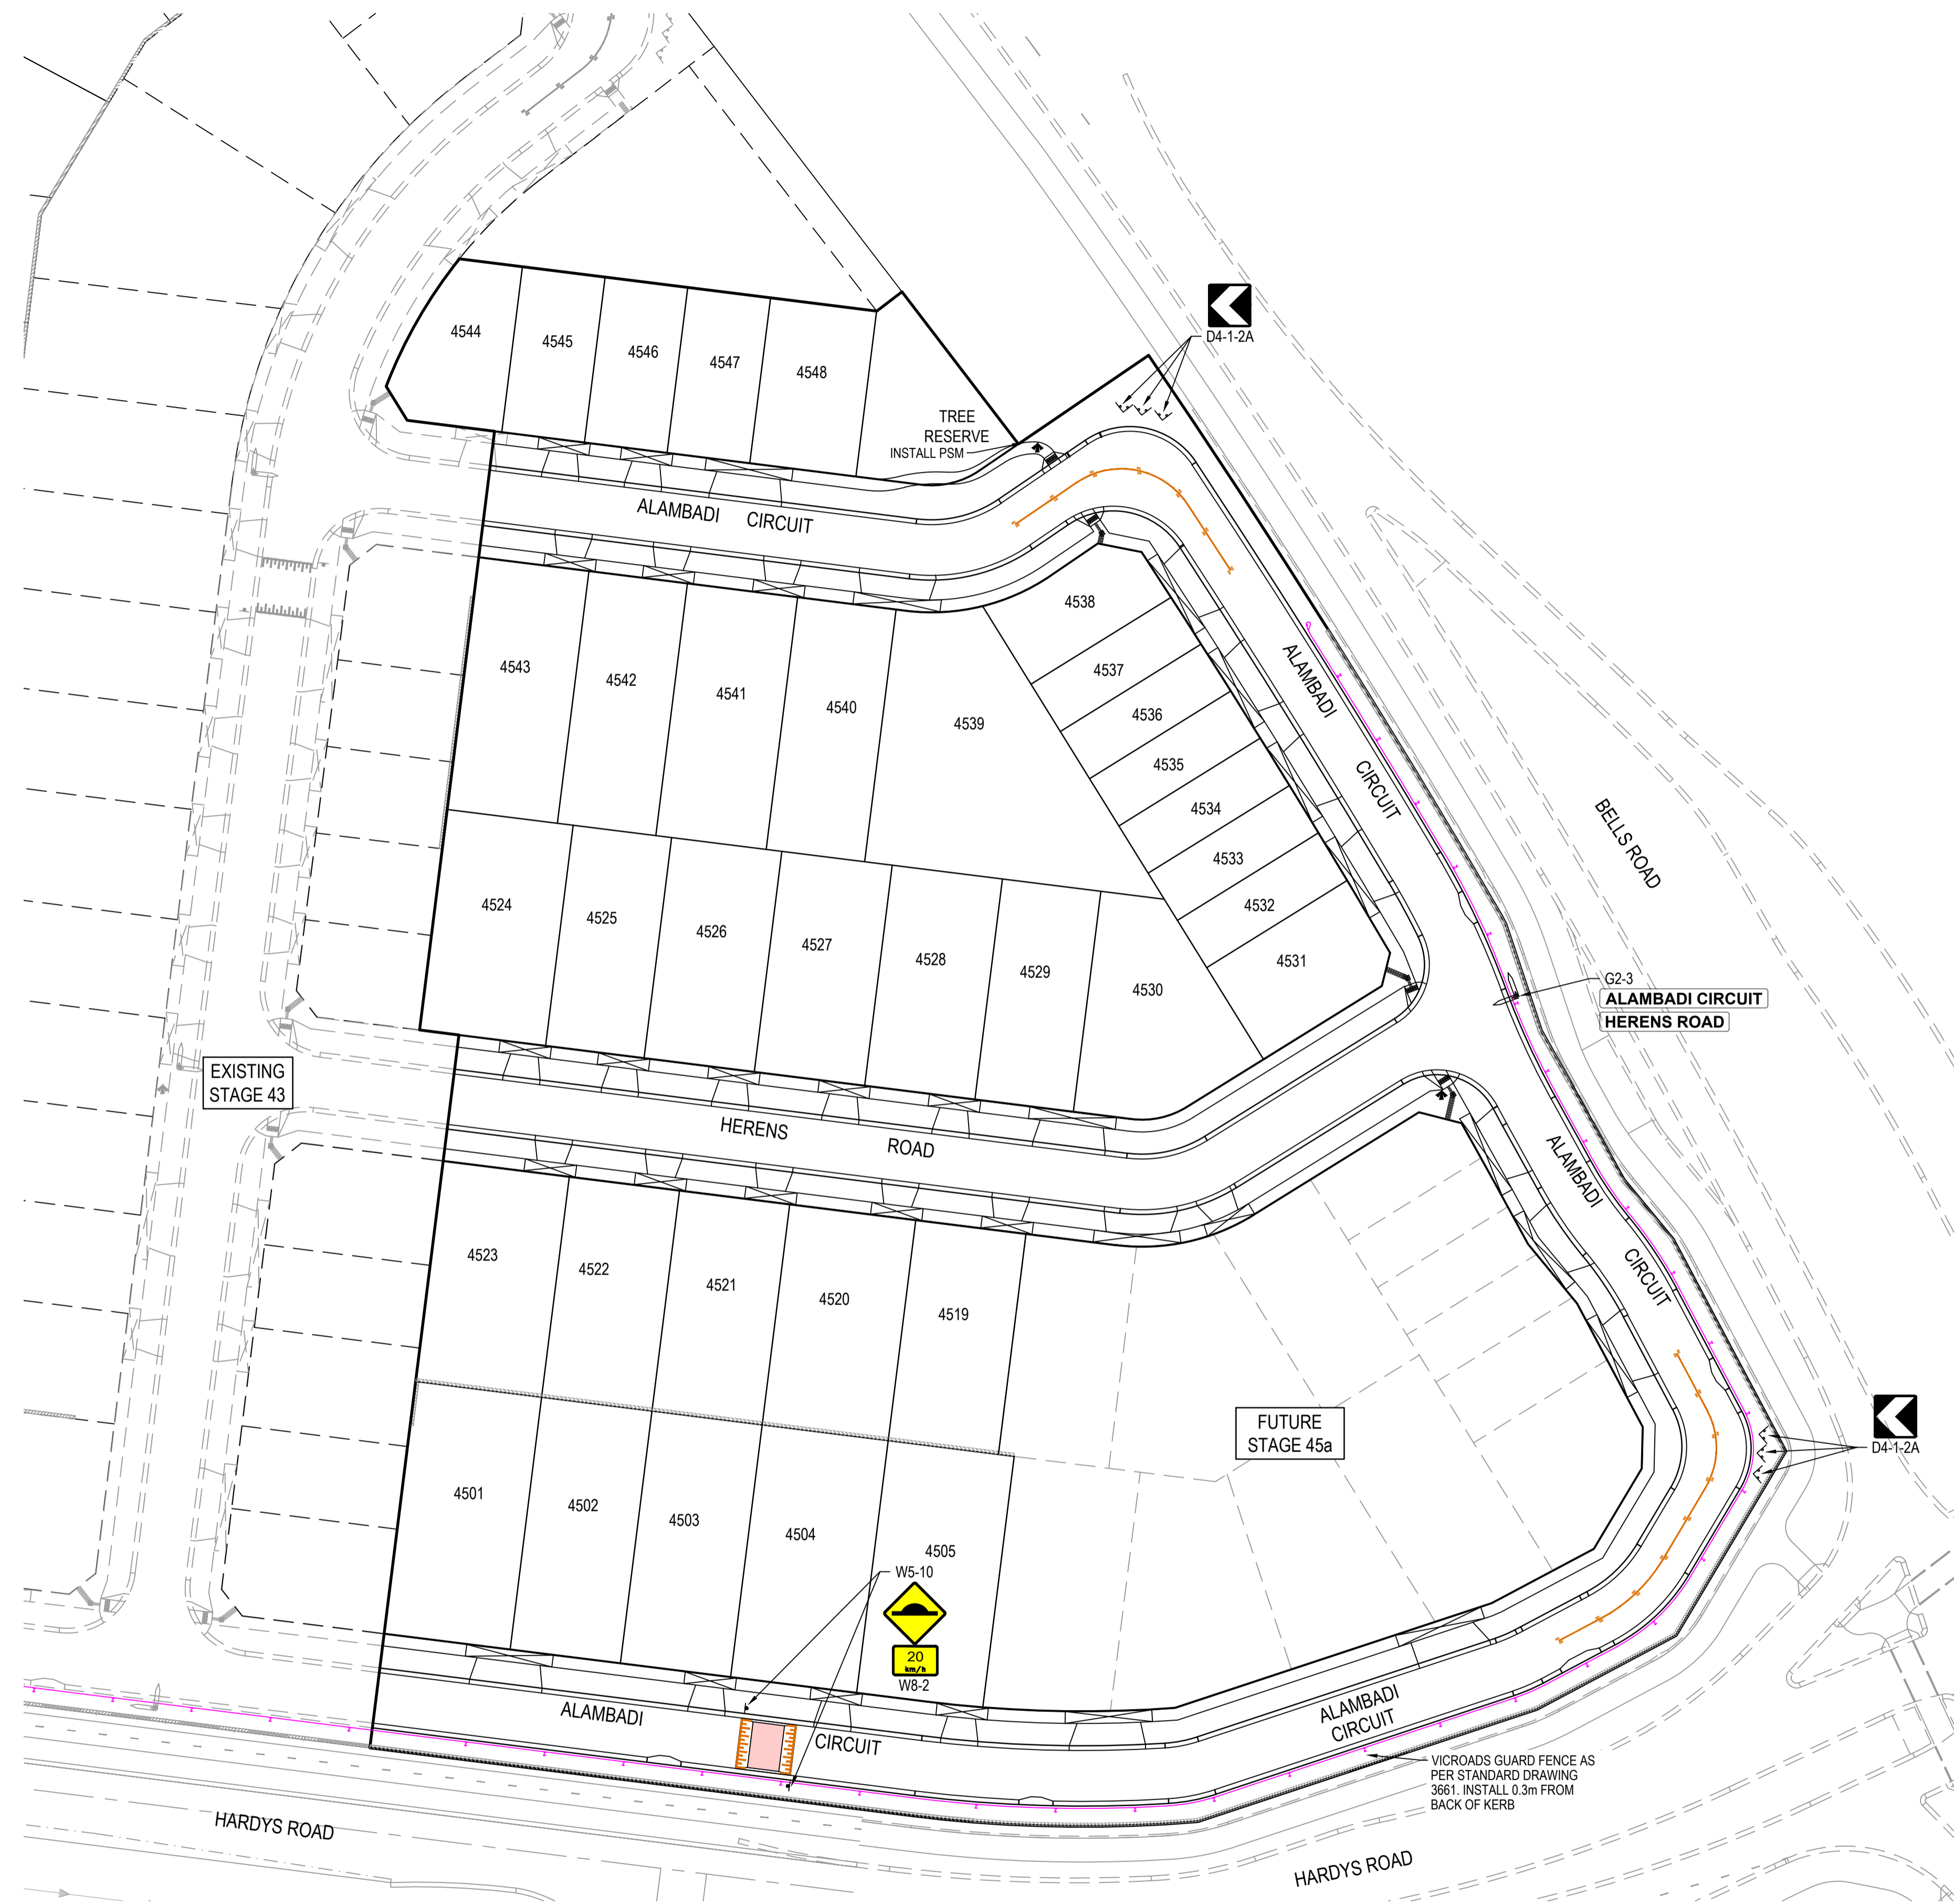 D4-1-2A
4544
4545
4546
4547
4548
TREE
RESERVE
INSTALL PSM
ALAMBADI CIRCUIT
4543
4542
4541
4540
4539
4538
4537
4536
4535
4534
4533
4532
4531
ALAMBADI
CIRCUIT
BELLS ROAD
4524
4525
4526
4527
4528
4529
4530
G2-3
ALAMBADI CIRCUIT
HERENS ROAD
EXISTING
STAGE 43
HERENS ROAD
ALAMBADI
CIRCUIT
4523
4522
4521
4520
4519
FUTURE
STAGE 45a
D4-1-2A
4501
4502
4503
4504
4505
W5-10
20
km/h
W8-2
ALAMBADI
CIRCUIT
ALAMBADI
CIRCUIT
VICROADS GUARD FENCE AS
PER STANDARD DRAWING
3661. INSTALL 0.3m FROM
BACK OF KERB
HARDYS ROAD
HARDYS ROAD